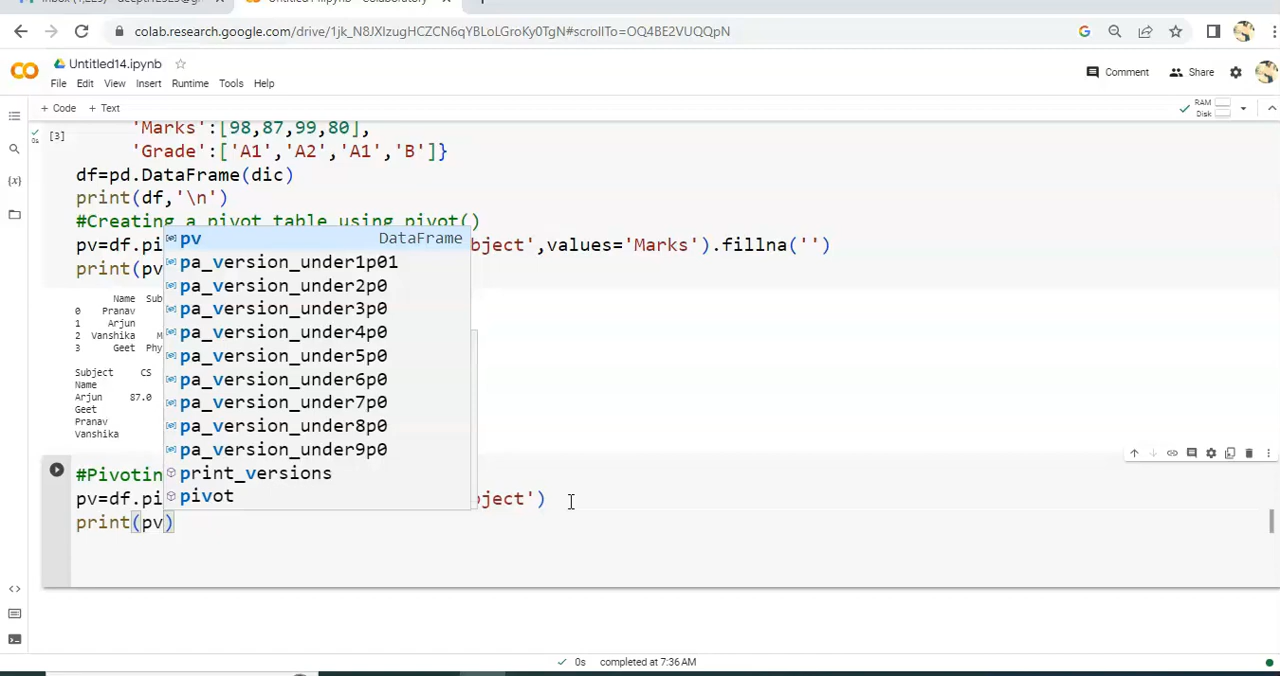 colab.research.google.com/drive/1jk_N8JXIzugHCZCN6qYBLoLGroKy0TgN#scrollTo=OQ4BE2VUQQpN
Untitled14.ipynb
File Edit View Insert Runtime Tools Help
Comment Share
+ Code + Text
RAM
Disk
[3]
0s
'Marks':[98,87,99,80],
'Grade':['A1','A2','A1','B']}
df=pd.DataFrame(dic)
print(df,'\n')
#Creating a pivot table using pivot()
pv=df.pi bject',values='Marks').fillna('')
print(pv
pv DataFrame
pa_version_under1p01
pa_version_under2p0
pa_version_under3p0
pa_version_under4p0
pa_version_under5p0
pa_version_under6p0
pa_version_under7p0
pa_version_under8p0
pa_version_under9p0
print_versions
pivot
Name Sub
0 Pranav
1 Arjun
2 Vanshika M
3 Geet Phy
Subject CS
Name
Arjun 87.0
Geet
Pranav
Vanshika
#Pivotin
pv=df.pi bject')
print(pv)
0s completed at 7:36 AM